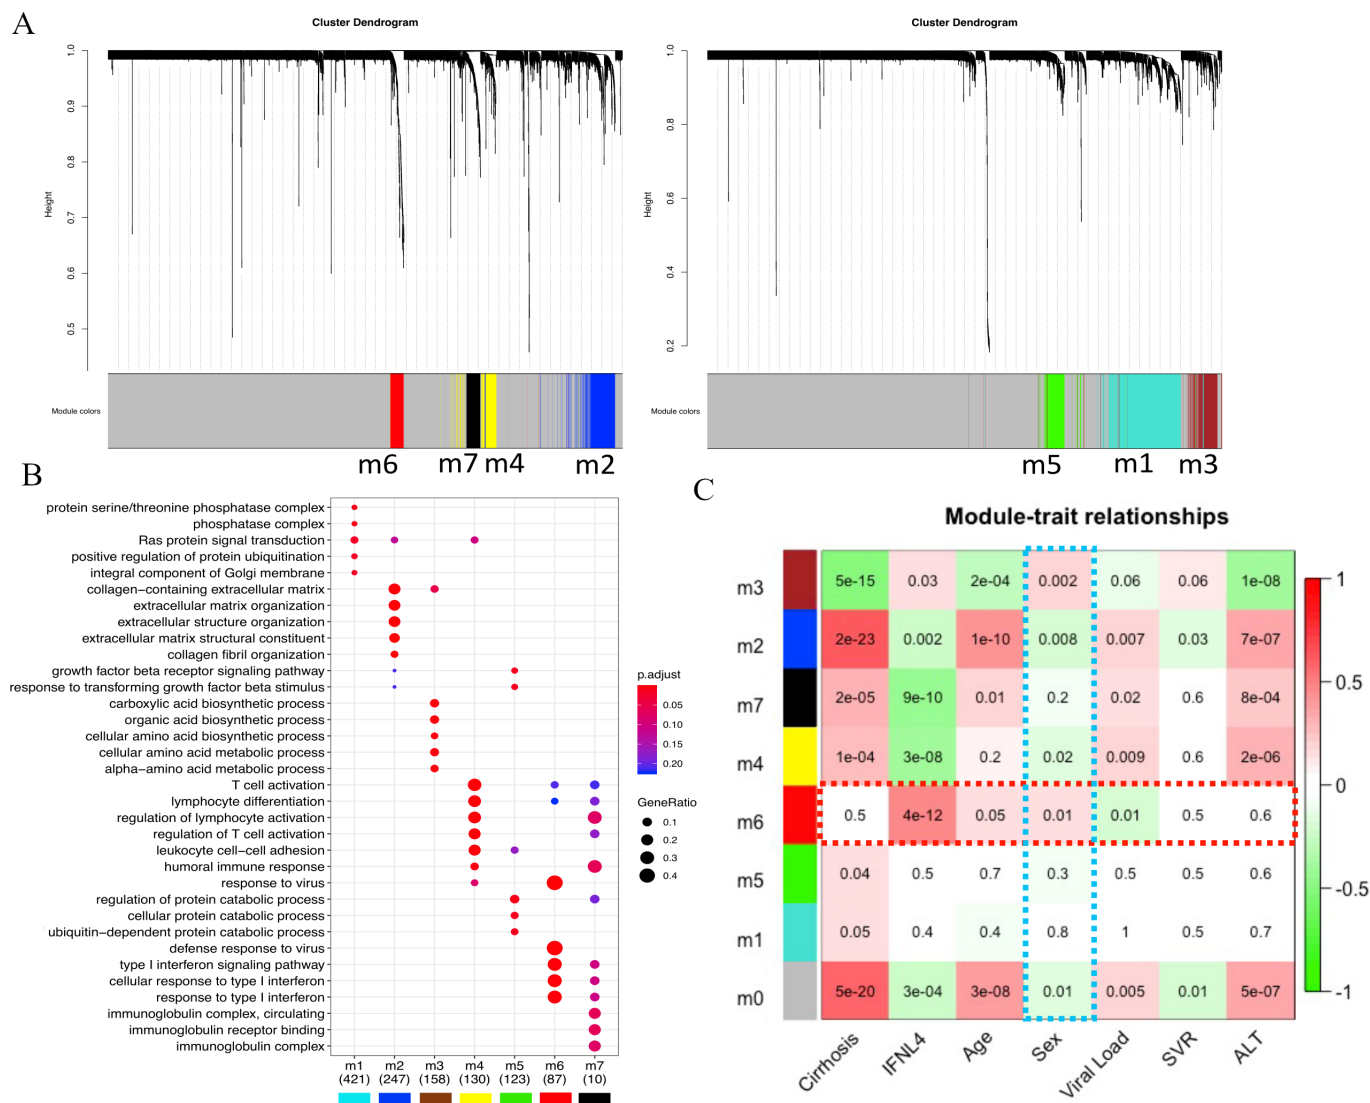 A
Cluster Dendrogram
Height
1.0
0.9
0.8
0.7
0.6
0.5
Module colors
m6
m7
m4
m2
Cluster Dendrogram
Height
1.0
0.8
0.6
0.4
0.2
Module colors
m5
m1
m3
B
protein serine/threonine phosphatase complex
phosphatase complex
Ras protein signal transduction
positive regulation of protein ubiquitination
integral component of Golgi membrane
collagen−containing extracellular matrix
extracellular matrix organization
extracellular structure organization
extracellular matrix structural constituent
collagen fibril organization
growth factor beta receptor signaling pathway
response to transforming growth factor beta stimulus
carboxylic acid biosynthetic process
organic acid biosynthetic process
cellular amino acid biosynthetic process
cellular amino acid metabolic process
alpha−amino acid metabolic process
T cell activation
lymphocyte differentiation
regulation of lymphocyte activation
regulation of T cell activation
leukocyte cell−cell adhesion
humoral immune response
response to virus
regulation of protein catabolic process
cellular protein catabolic process
ubiquitin−dependent protein catabolic process
defense response to virus
type I interferon signaling pathway
cellular response to type I interferon
response to type I interferon
immunoglobulin complex, circulating
immunoglobulin receptor binding
immunoglobulin complex
m1 m2 m3 m4 m5 m6 m7
(421) (247) (158) (130) (123) (87) (10)
p.adjust
0.05
0.10
0.15
0.20
GeneRatio
0.1
0.2
0.3
0.4
C
Module-trait relationships
m3 5e-15 0.03 2e-04 0.002 0.06 0.06 1e-08
m2 2e-23 0.002 1e-10 0.008 0.007 0.03 7e-07
m7 2e-05 9e-10 0.01 0.2 0.02 0.6 8e-04
m4 1e-04 3e-08 0.2 0.02 0.009 0.6 2e-06
m6 0.5 4e-12 0.05 0.01 0.01 0.5 0.6
m5 0.04 0.5 0.7 0.3 0.5 0.5 0.6
m1 0.05 0.4 0.4 0.8 1 0.5 0.7
m0 5e-20 3e-04 3e-08 0.01 0.005 0.01 5e-07
Cirrhosis IFNL4 Age Sex Viral Load SVR ALT
1
0.5
0
-0.5
-1